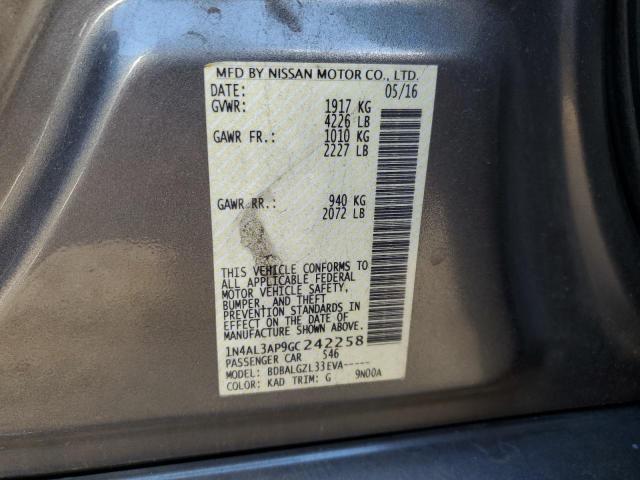 MFD BY NISSAN MOTOR CO., LTD.
DATE: 05/16
GVWR: 1917 KG
4226 LB
GAWR FR.: 1010 KG
2227 LB
GAWR RR.: 940 KG
2072 LB
THIS VEHICLE CONFORMS TO
ALL APPLICABLE FEDERAL
MOTOR VEHICLE SAFETY,
BUMPER, AND THEFT
PREVENTION STANDARDS IN
EFFECT ON THE DATE OF
MANUFACTURE SHOWN ABOVE.
1N4AL3AP9GC242258
PASSENGER CAR 546
MODEL: BDBALGZL33EVA-----
COLOR: KAD TRIM: G 9N00A